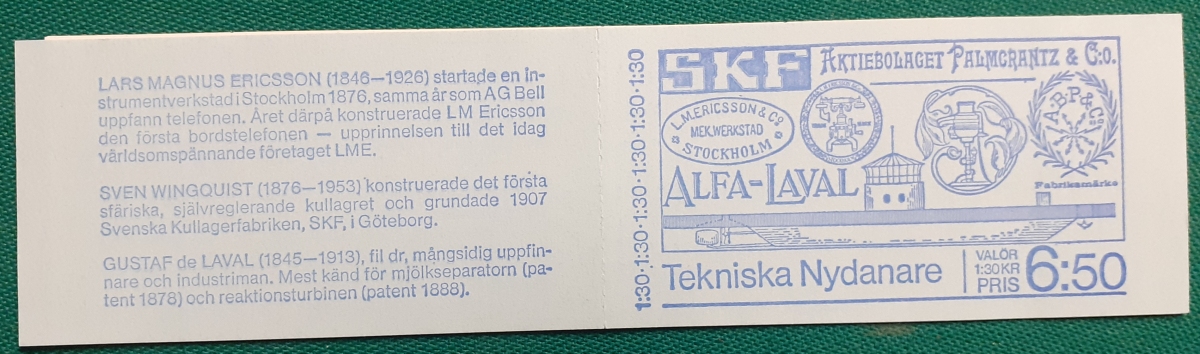 LARS MAGNUS ERICSSON (1846—1926) startade en in-
strumentverkstad i Stockholm 1876, samma år som AG Bell
uppfann telefonen. Året därpå konstruerade LM Ericsson
den första bordstelefonen — upprinnelsen till det idag
världsomspännande företaget LME.
SVEN WINGQUIST (1876—1953) konstruerade det första
sfäriska, självreglerande kullagret och grundade 1907
Svenska Kullagerfabriken, SKF, i Göteborg.
GUSTAF de LAVAL (1845—1913), fil dr, mångsidig uppfin-
nare och industriman. Mest känd för mjölkseparatorn (pa-
tent 1878) och reaktionsturbinen (patent 1888).
1:30·1:30·1:30·1:30·1:30
SKF
AKTIEBOLAGET PALMCRANTZ & C:o.
L.M.ERICSSON & Co
MEK.WERKSTAD
STOCKHOLM
A·B·P·& Co
ALFA-LAVAL
Fabriksmärke
Tekniska Nydanare
VALÖR
1:30 KR
PRIS
6:50